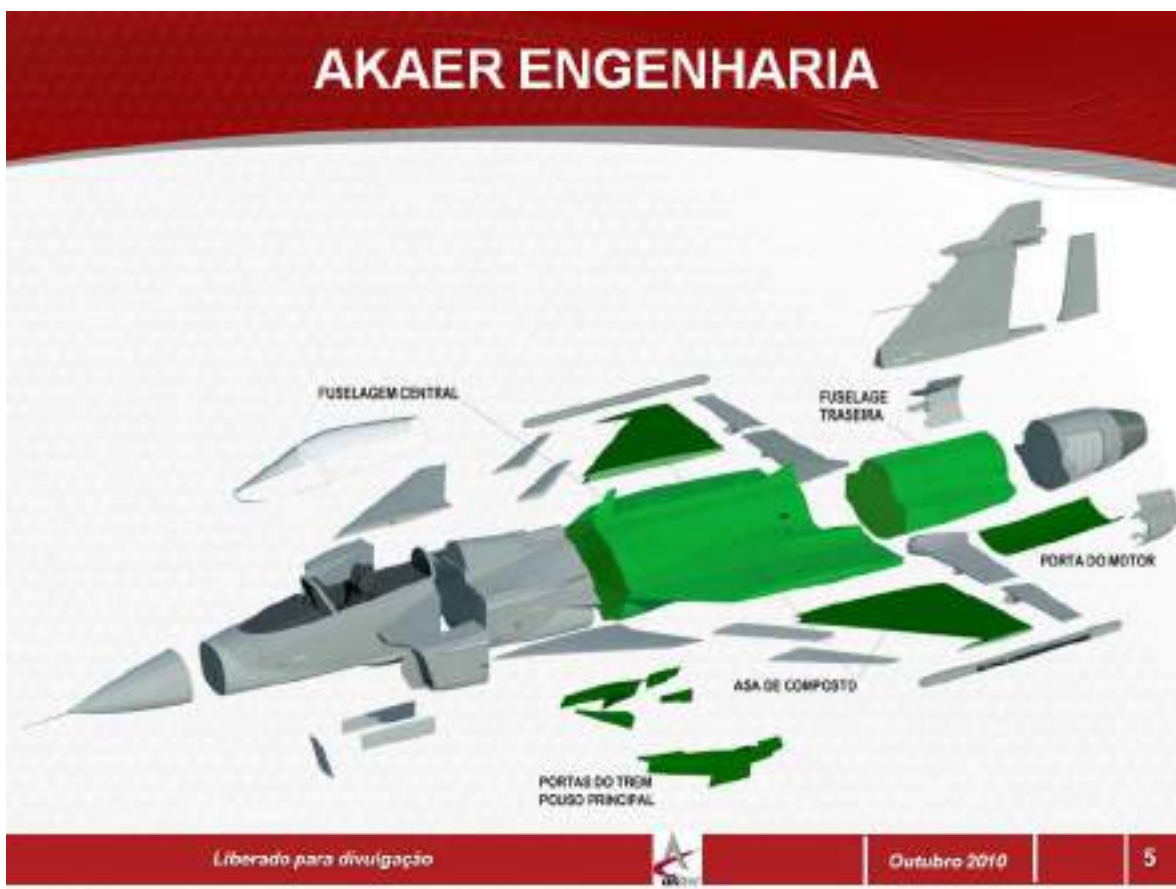 AKAER ENGENHARIA
FUSELAGEM CENTRAL
FUSELAGE
TRASEIRA
PORTA DO MOTOR
ASA DE COMPOSTO
PORTAS DO TREM
POUSO PRINCIPAL
Liberado para divulgação
Outubro 2010
5